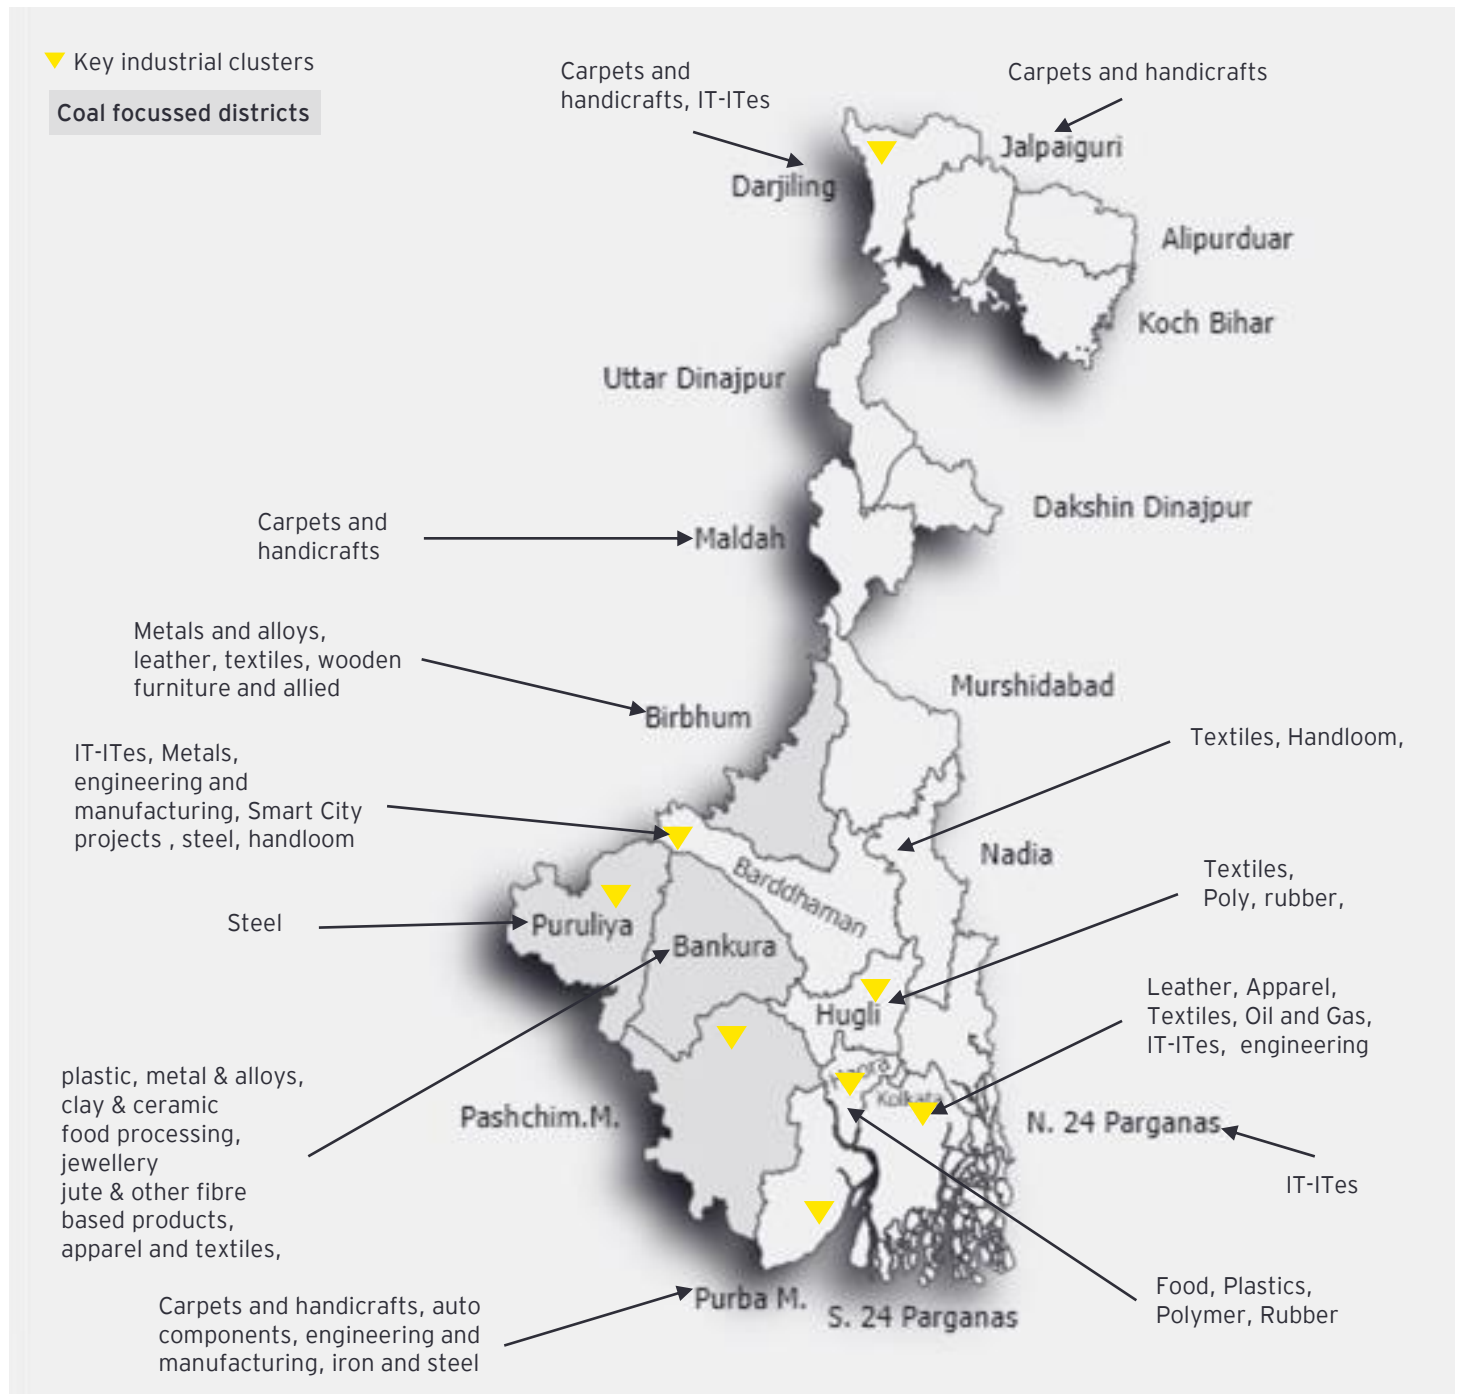 Key industrial clusters
Coal focussed districts
Carpets and
handicrafts, IT-ITes
Carpets and handicrafts
Jalpaiguri
Darjiling
Alipurduar
Koch Bihar
Uttar Dinajpur
Dakshin Dinajpur
Carpets and
handicrafts
Maldah
Metals and alloys,
leather, textiles, wooden
furniture and allied
Birbhum
Murshidabad
Textiles, Handloom,
IT-ITes, Metals,
engineering and
manufacturing, Smart City
projects , steel, handloom
Nadia
Barddhaman
Textiles,
Poly, rubber,
Steel
Puruliya
Bankura
Hugli
Leather, Apparel,
Textiles, Oil and Gas,
IT-ITes, engineering
plastic, metal & alloys,
clay & ceramic
food processing,
jewellery
jute & other fibre
based products,
apparel and textiles,
Pashchim.M.
Kolkata
N. 24 Parganas
IT-ITes
Food, Plastics,
Polymer, Rubber
Purba M.
S. 24 Parganas
Carpets and handicrafts, auto
components, engineering and
manufacturing, iron and steel